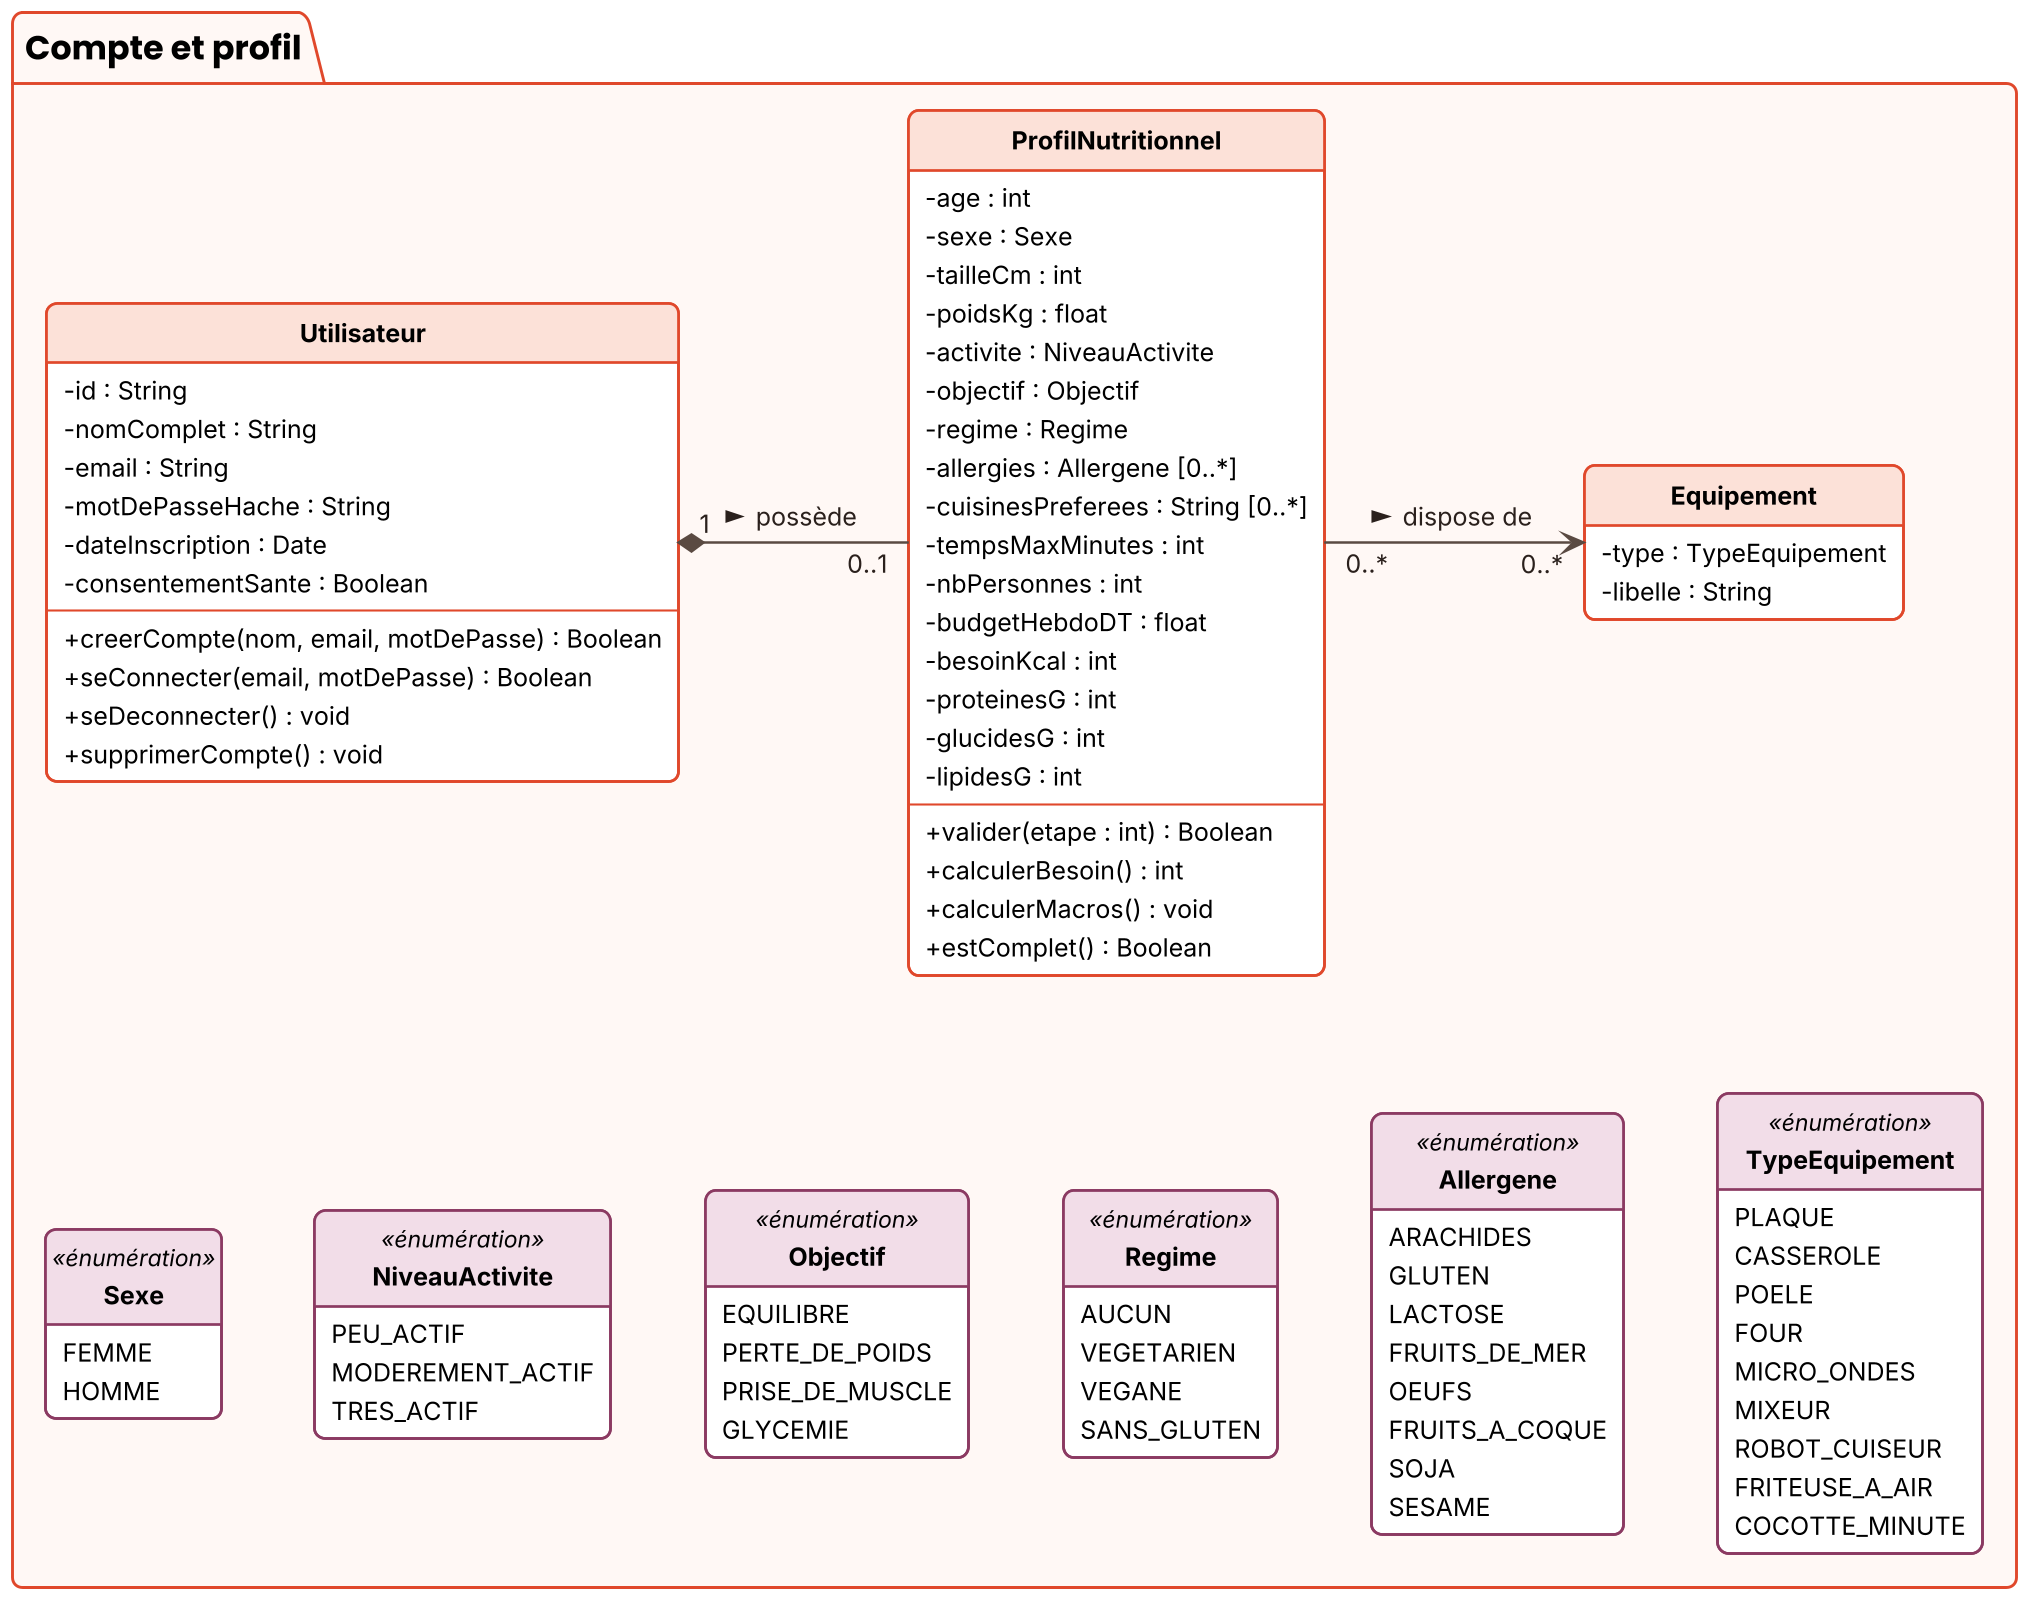 Compte et profil
Utilisateur
-id : String
-nomComplet : String
-email : String
-motDePasseHache : String
-dateInscription : Date
-consentementSante : Boolean
+creerCompte(nom, email, motDePasse) : Boolean
+seConnecter(email, motDePasse) : Boolean
+seDeconnecter() : void
+supprimerCompte() : void
1 ► possède
0..1
ProfilNutritionnel
-age : int
-sexe : Sexe
-tailleCm : int
-poidsKg : float
-activite : NiveauActivite
-objectif : Objectif
-regime : Regime
-allergies : Allergene [0..*]
-cuisinesPreferees : String [0..*]
-tempsMaxMinutes : int
-nbPersonnes : int
-budgetHebdoDT : float
-besoinKcal : int
-proteinesG : int
-glucidesG : int
-lipidesG : int
+valider(etape : int) : Boolean
+calculerBesoin() : int
+calculerMacros() : void
+estComplet() : Boolean
► dispose de
0..* 0..*
Equipement
-type : TypeEquipement
-libelle : String
«énumération»
Sexe
FEMME
HOMME
«énumération»
NiveauActivite
PEU_ACTIF
MODEREMENT_ACTIF
TRES_ACTIF
«énumération»
Objectif
EQUILIBRE
PERTE_DE_POIDS
PRISE_DE_MUSCLE
GLYCEMIE
«énumération»
Regime
AUCUN
VEGETARIEN
VEGANE
SANS_GLUTEN
«énumération»
Allergene
ARACHIDES
GLUTEN
LACTOSE
FRUITS_DE_MER
OEUFS
FRUITS_A_COQUE
SOJA
SESAME
«énumération»
TypeEquipement
PLAQUE
CASSEROLE
POELE
FOUR
MICRO_ONDES
MIXEUR
ROBOT_CUISEUR
FRITEUSE_A_AIR
COCOTTE_MINUTE